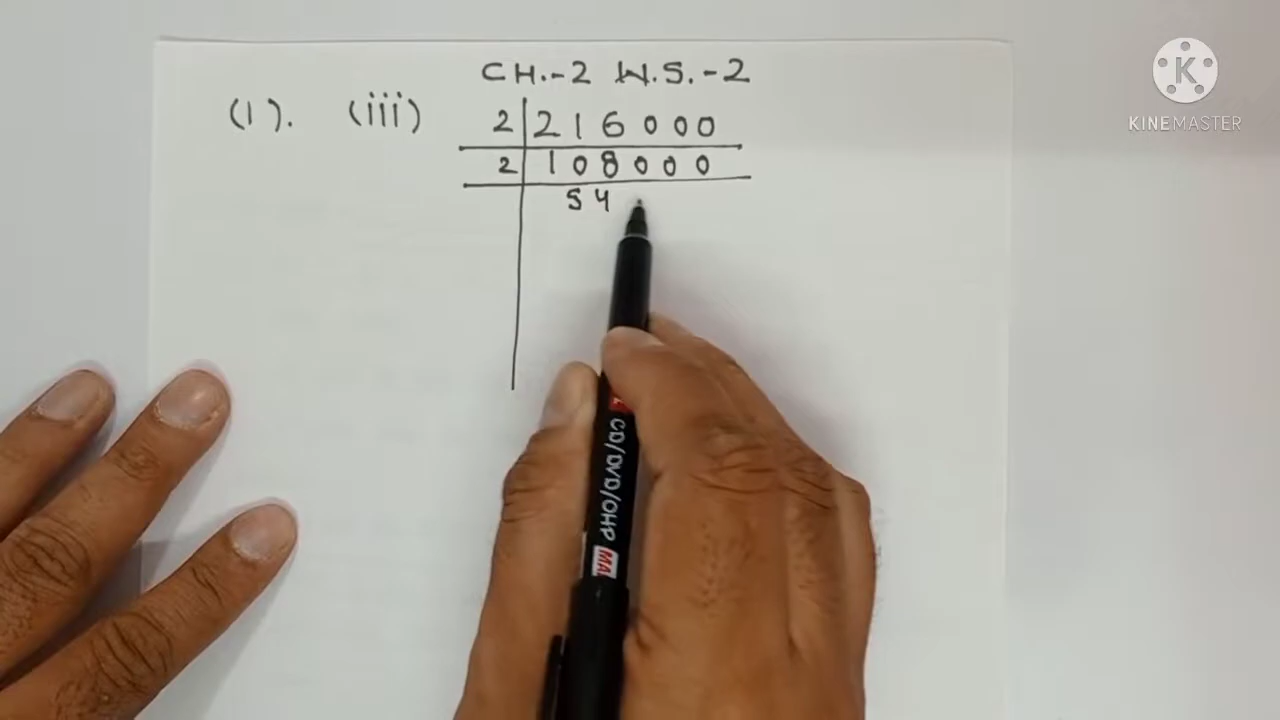 CH.-2 W.S.-2
(1). (iii) 2 | 216000
2 | 108000
54
K
KINEMASTER
CD/DVD/OHP